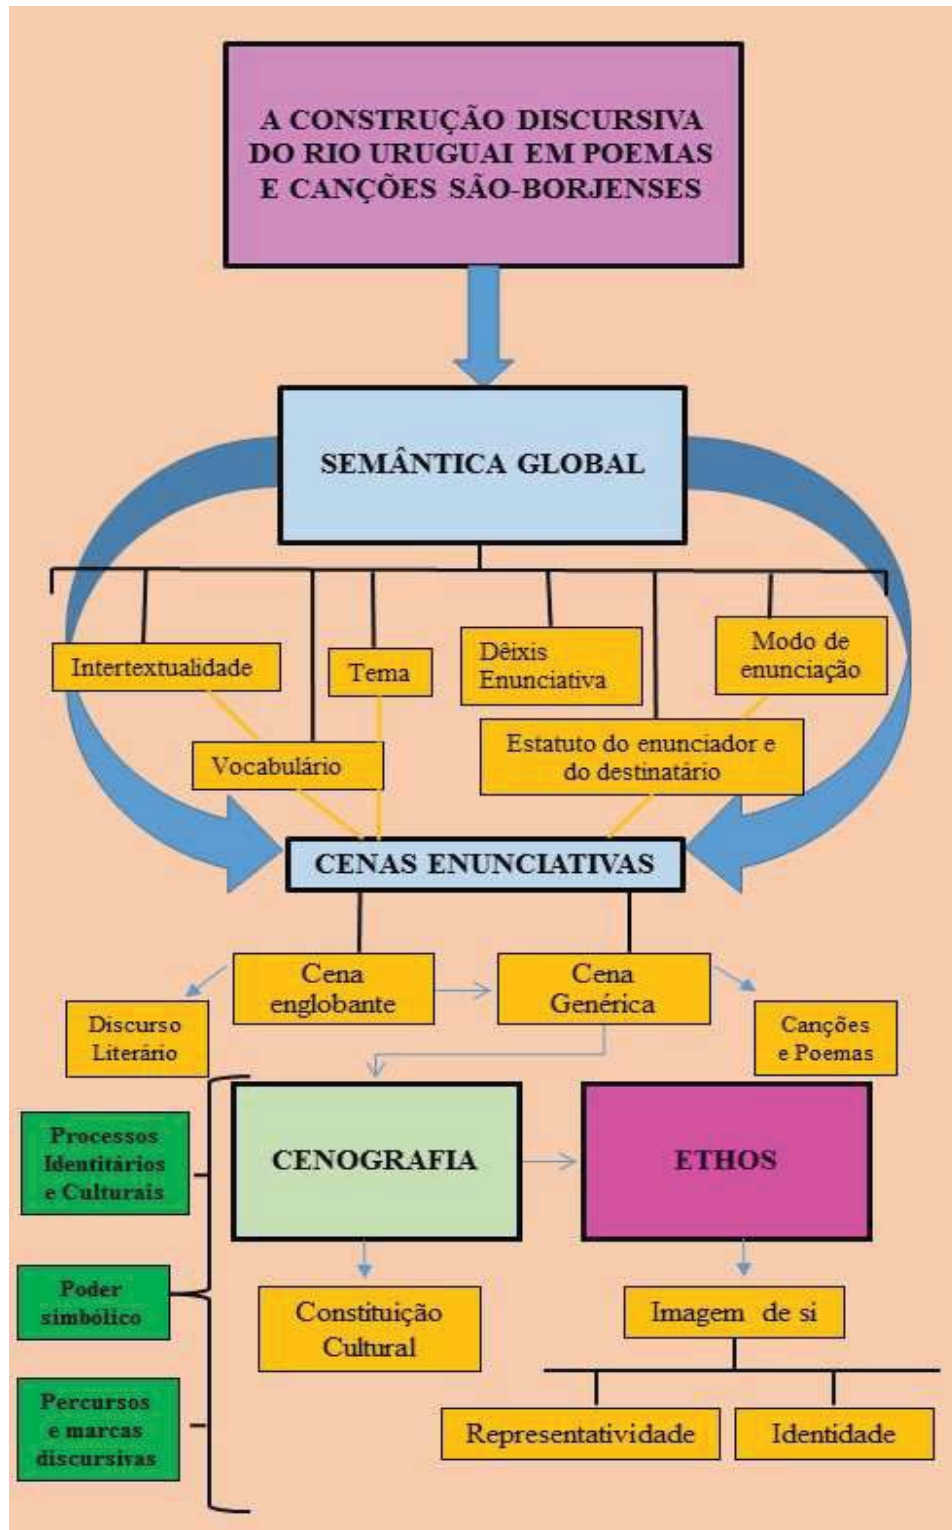 A CONSTRUÇÃO DISCURSIVA
DO RIO URUGUAI EM POEMAS
E CANÇÕES SÃO-BORJENSES
SEMÂNTICA GLOBAL
Intertextualidade
Vocabulário
Tema
Dêixis
Enunciativa
Estatuto do enunciador e
do destinatário
Modo de
enunciação
CENAS ENUNCIATIVAS
Cena
englobante
Cena
Genérica
Discurso
Literário
Canções
e Poemas
Processos
Identitários
e Culturais
Poder
simbólico
Percursos
e marcas
discursivas
CENOGRAFIA
ETHOS
Constituição
Cultural
Imagem de si
Representatividade
Identidade